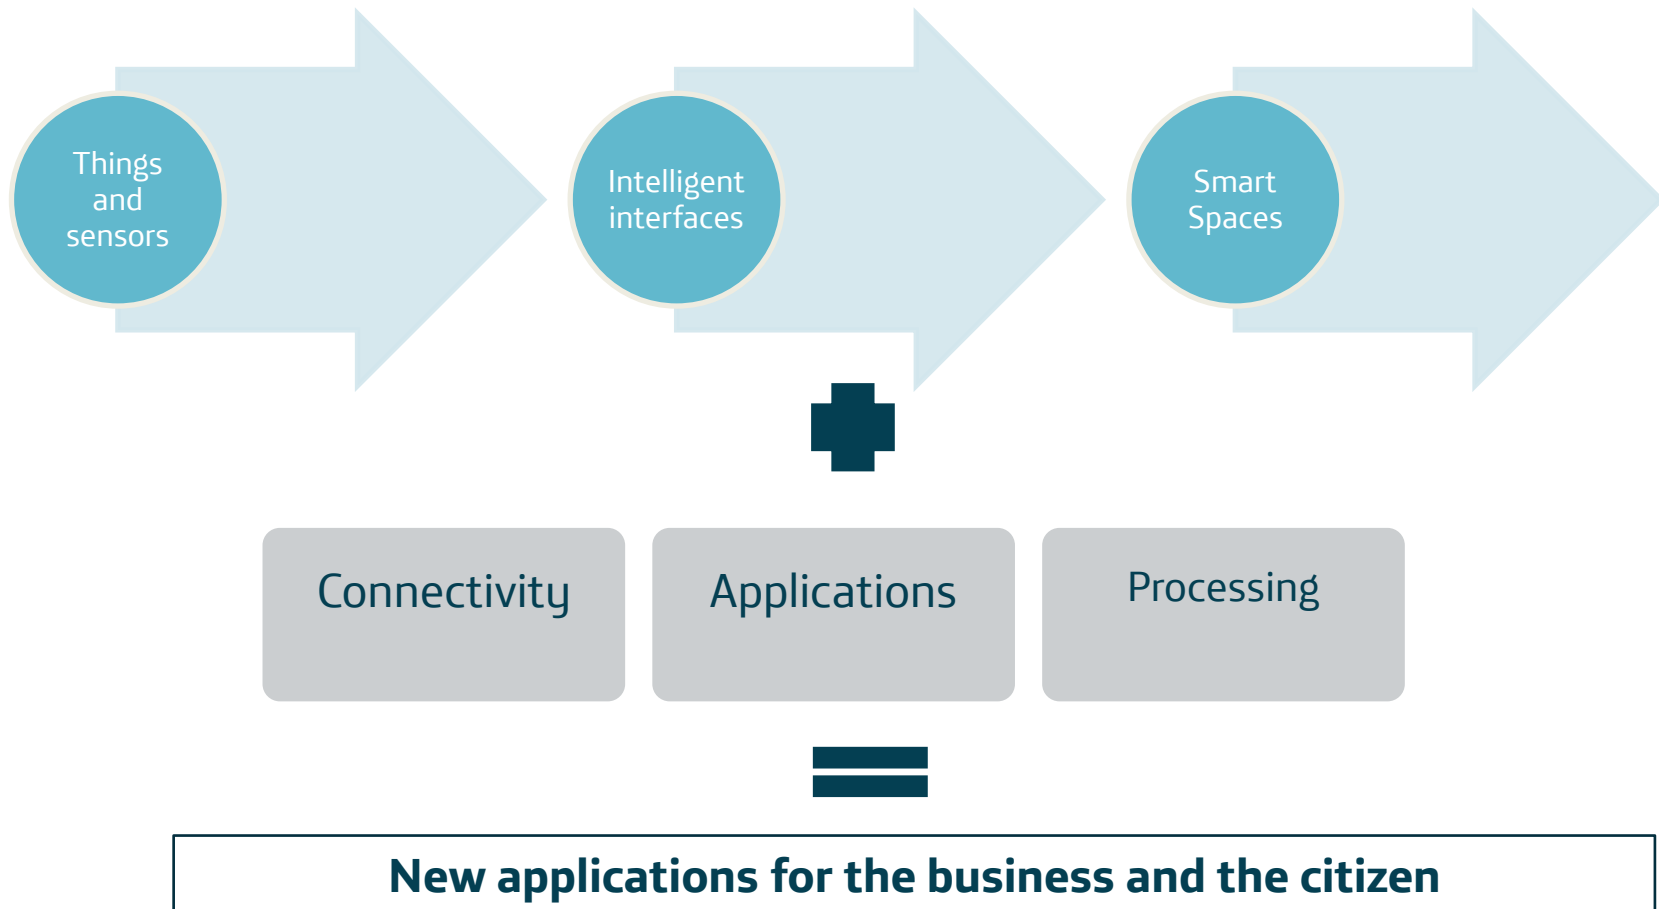 Things
and
sensors
Intelligent
interfaces
Smart
Spaces
Connectivity
Applications
Processing
New applications for the business and the citizen